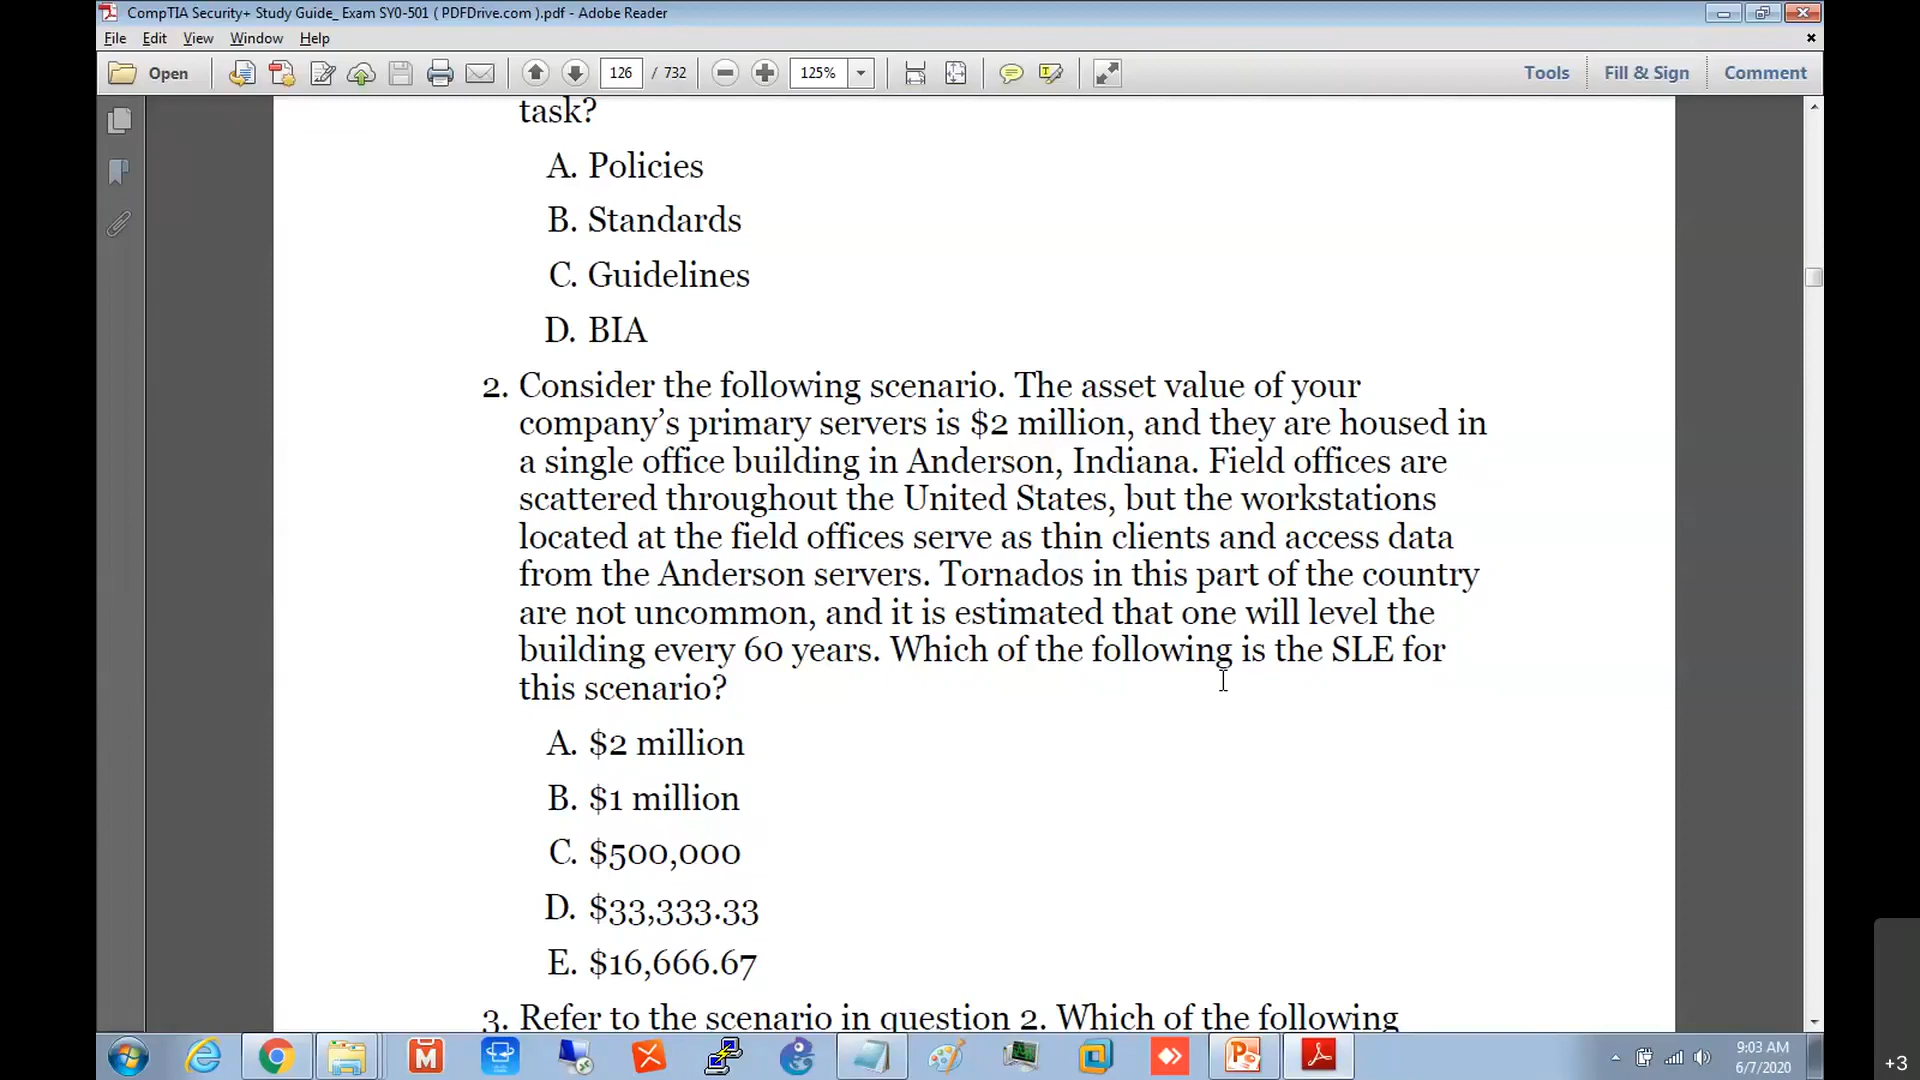 CompTIA Security+ Study Guide_ Exam SY0-501 ( PDFDrive.com ).pdf - Adobe Reader
File Edit View Window Help
Open 126 / 732 125% Tools Fill & Sign Comment
task?
A. Policies
B. Standards
C. Guidelines
D. BIA
2. Consider the following scenario. The asset value of your
company’s primary servers is $2 million, and they are housed in
a single office building in Anderson, Indiana. Field offices are
scattered throughout the United States, but the workstations
located at the field offices serve as thin clients and access data
from the Anderson servers. Tornados in this part of the country
are not uncommon, and it is estimated that one will level the
building every 60 years. Which of the following is the SLE for
this scenario?
A. $2 million
B. $1 million
C. $500,000
D. $33,333.33
E. $16,666.67
3. Refer to the scenario in question 2. Which of the following
9:03 AM
6/7/2020
+3